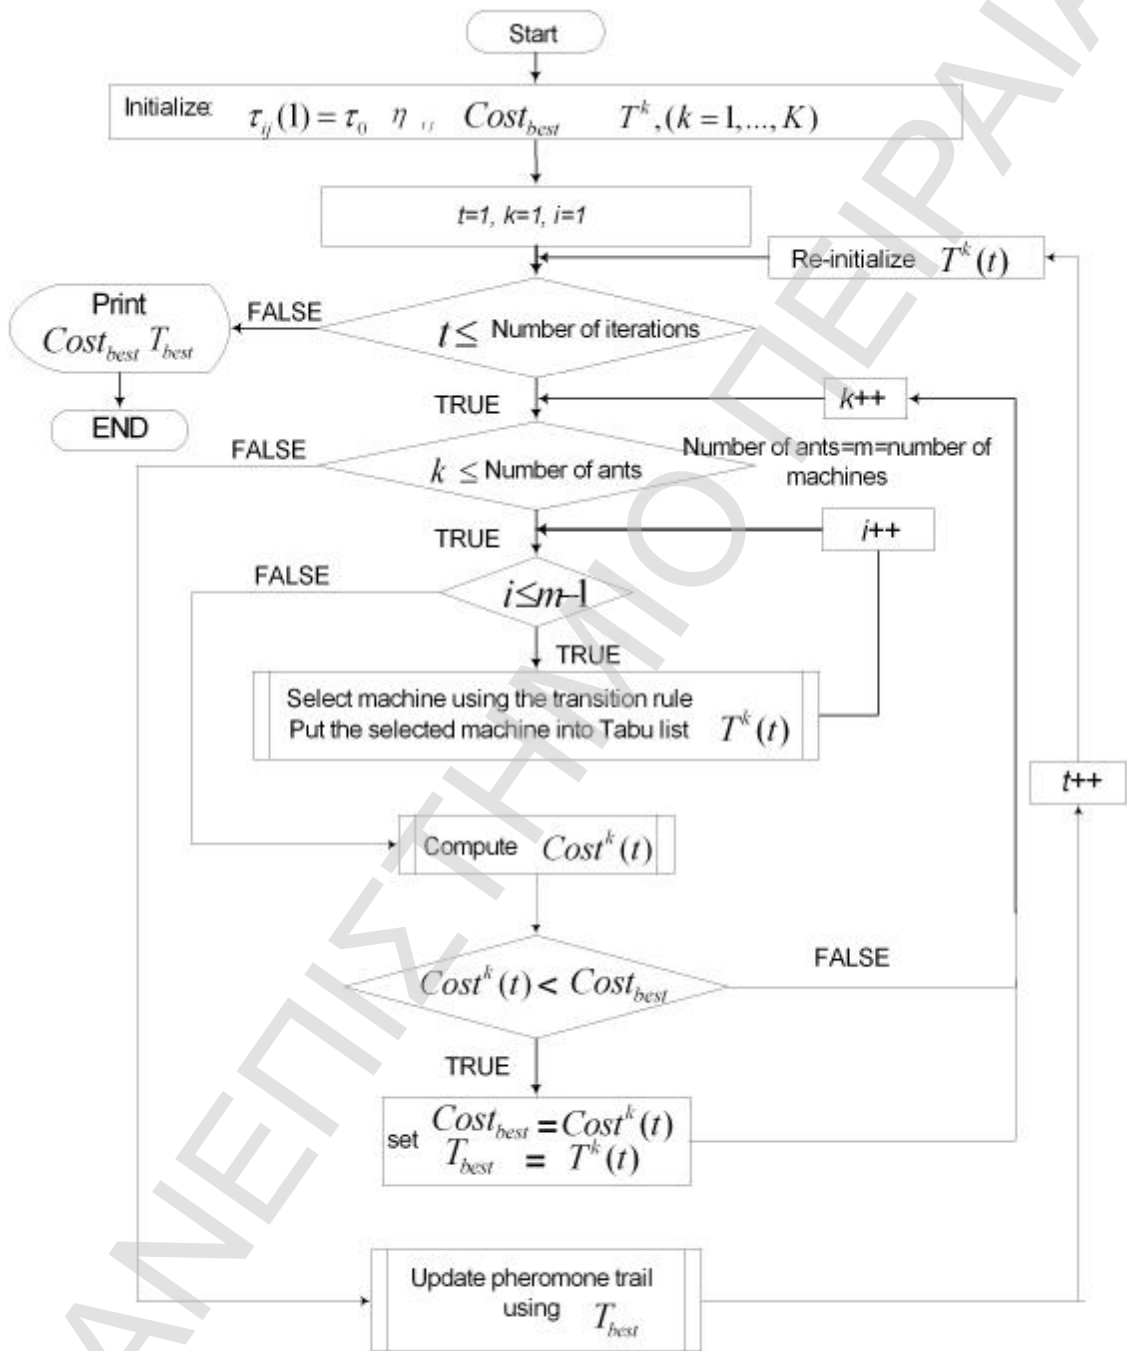 Start
Initialize: τij(1) = τ0 η ij Costbest T^k, (k = 1,..., K)
t=1, k=1, i=1
Re-initialize T^k(t)
t ≤ Number of iterations
FALSE
Print
Costbest Tbest
END
TRUE
k++
k ≤ Number of ants
Number of ants=m=number of
machines
FALSE
TRUE
i++
i≤m-1
FALSE
TRUE
Select machine using the transition rule
Put the selected machine into Tabu list T^k(t)
t++
Compute Cost^k(t)
Cost^k(t) < Costbest
FALSE
TRUE
set Costbest = Cost^k(t)
Tbest = T^k(t)
Update pheromone trail
using Tbest
ΑΝΕΠΙΣΤΗΜΙΟ ΠΕΙΡΑΙΑ